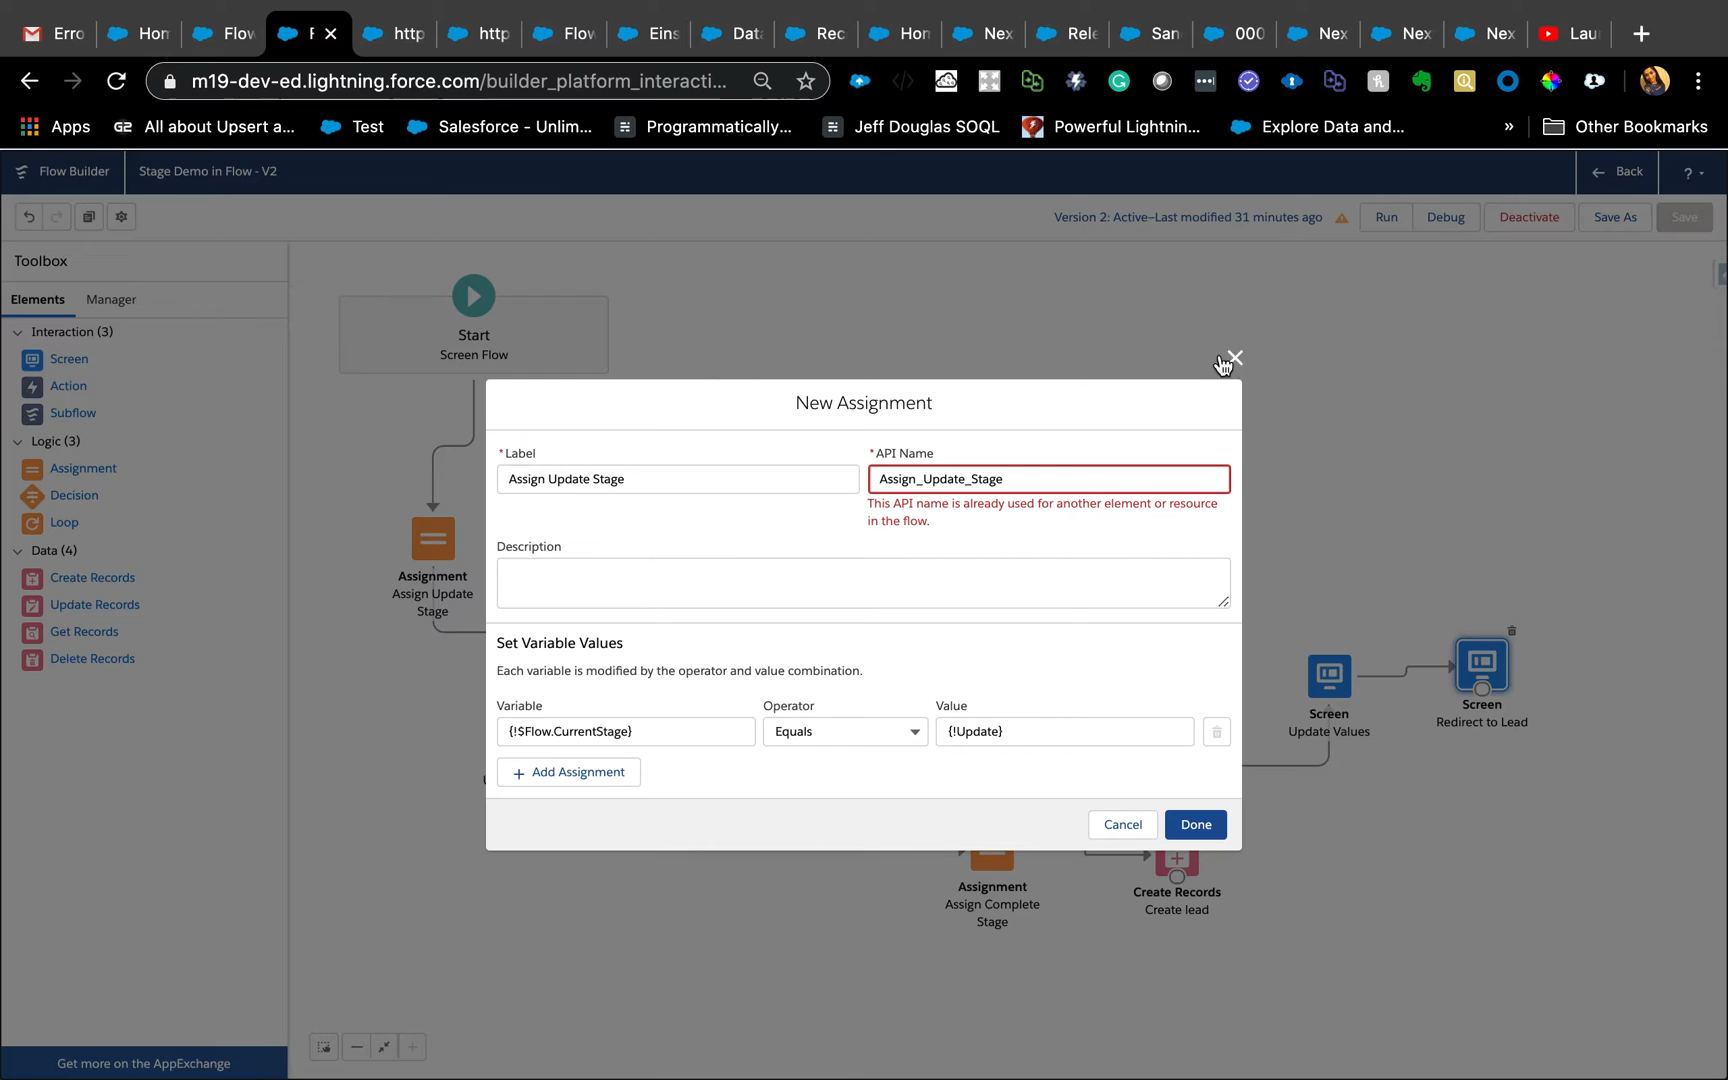 Erro
Hom
Flow
F
http
http
Flow
Eins
Data
Rec
Hom
Nex
Rele
San
000
Nex
Nex
Nex
Lau
m19-dev-ed.lightning.force.com/builder_platform_interacti...
Apps
G2 All about Upsert a...
Test
Salesforce - Unlim...
Programmatically...
Jeff Douglas SOQL
Powerful Lightnin...
Explore Data and...
»
Other Bookmarks
Flow Builder
Stage Demo in Flow - V2
Back
?
Version 2: Active—Last modified 31 minutes ago
Run
Debug
Deactivate
Save As
Save
Toolbox
Elements
Manager
Interaction (3)
Screen
Action
Subflow
Logic (3)
Assignment
Decision
Loop
Data (4)
Create Records
Update Records
Get Records
Delete Records
Get more on the AppExchange
Start
Screen Flow
Assignment
Assign Update
Stage
New Assignment
*Label
Assign Update Stage
*API Name
Assign_Update_Stage
This API name is already used for another element or resource
in the flow.
Description
Set Variable Values
Each variable is modified by the operator and value combination.
Variable
Operator
Value
{!$Flow.CurrentStage}
Equals
{!Update}
+ Add Assignment
Cancel
Done
Screen
Update Values
Screen
Redirect to Lead
Assignment
Assign Complete
Stage
Create Records
Create lead